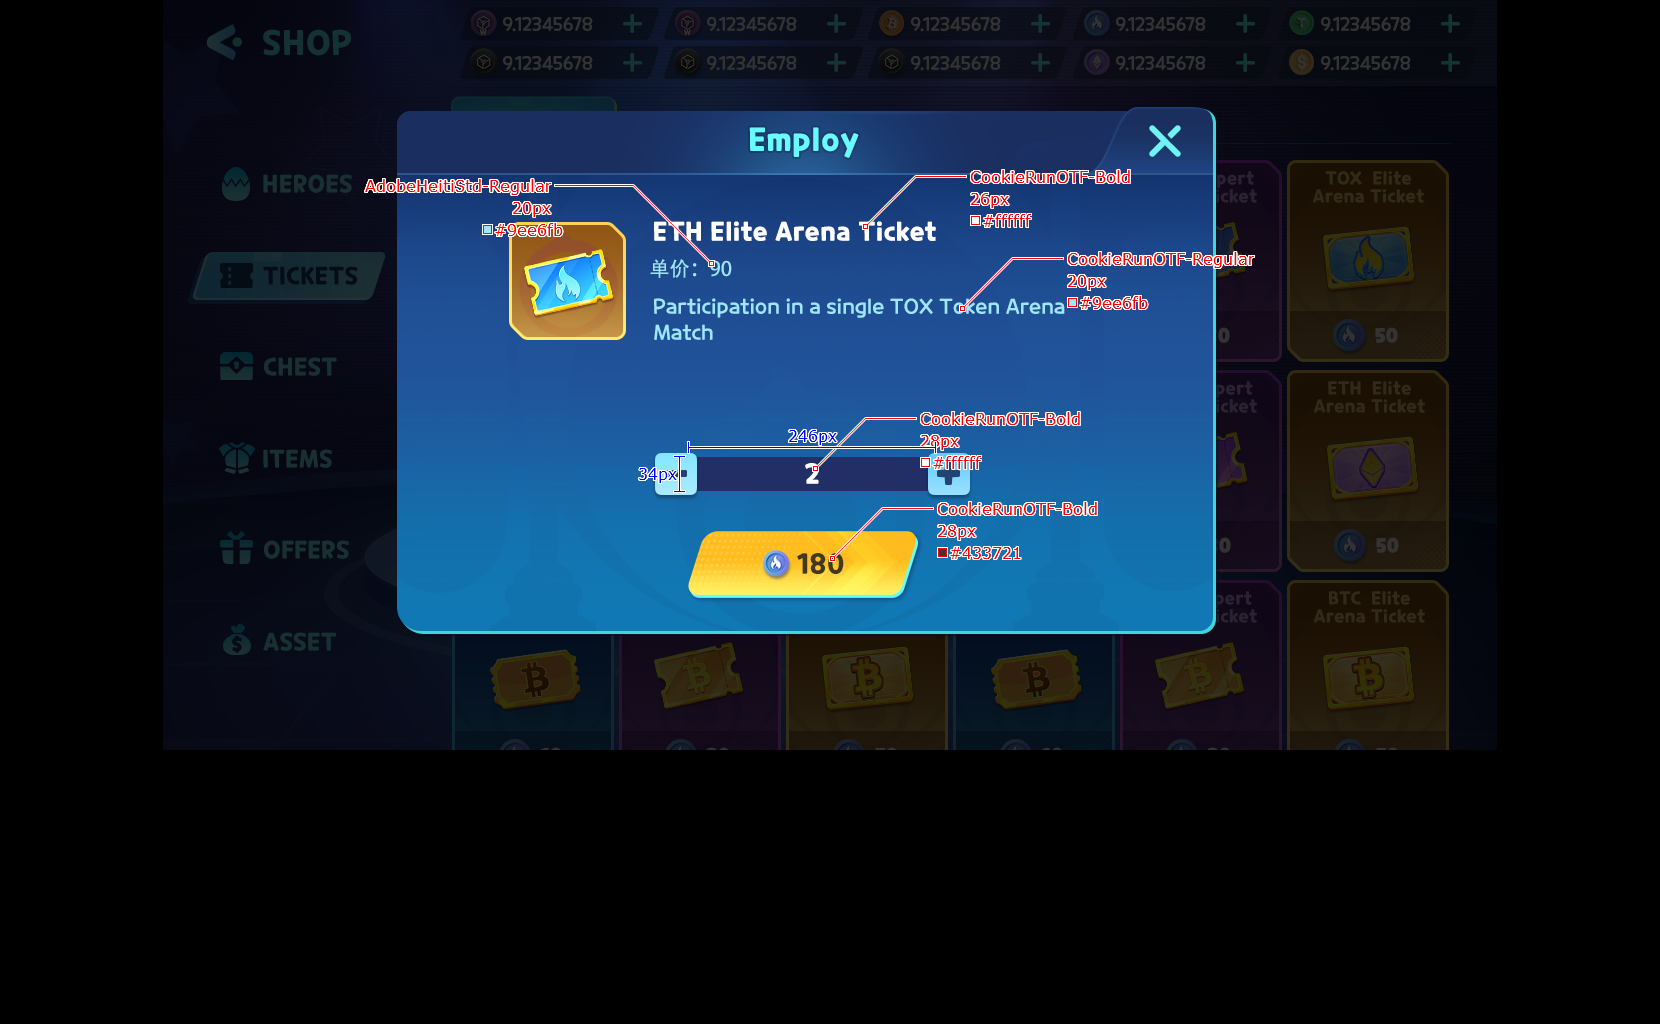 SHOP
9.12345678
9.12345678
9.12345678
9.12345678
9.12345678
9.12345678
9.12345678
9.12345678
9.12345678
9.12345678
HEROES
TICKETS
CHEST
ITEMS
OFFERS
ASSET
Employ
AdobeHeitiStd-Regular
20px
#9ee6fb
CookieRunOTF-Bold
26px
#ffffff
ETH Elite Arena Ticket
单价：90
CookieRunOTF-Regular
20px
#9ee6fb
Participation in a single TOX Token Arena
Match
CookieRunOTF-Bold
28px
#ffffff
246px
34px
2
CookieRunOTF-Bold
28px
#433721
180
TOX Elite
Arena Ticket
50
ETH Elite
Arena Ticket
50
BTC Elite
Arena Ticket